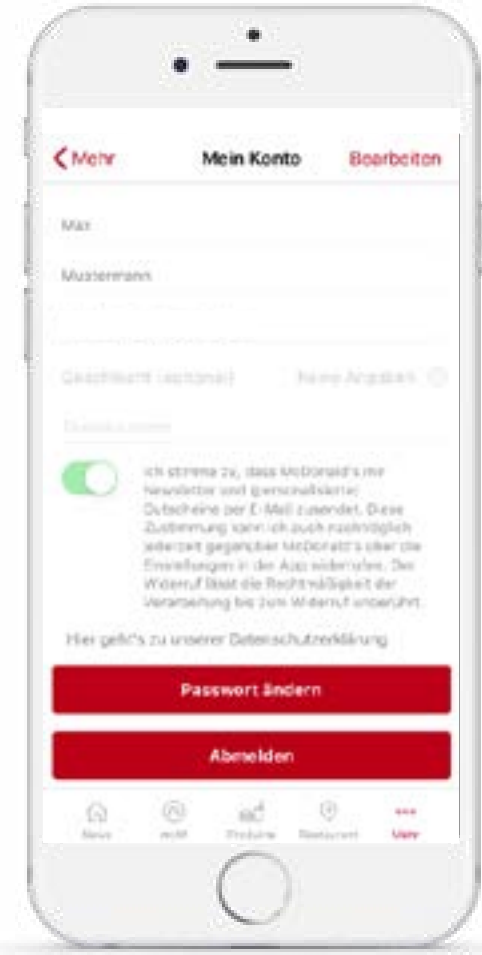 Mehr Mein Konto Bearbeiten
Max
Mustermann
Geschlecht (optional) Keine Angaben
Ich stimme zu, dass McDonald's mir
Newsletter und (personalisierte)
Gutscheine per E-Mail zusendet. Diese
Zustimmung kann ich auch nachträglich
jederzeit gegenüber McDonald's über die
Einstellungen in der App widerrufen. Der
Widerruf lässt die Rechtmäßigkeit der
Verarbeitung bis zum Widerruf unberührt.
Hier geht's zu unserer Datenschutzerklärung
Passwort ändern
Abmelden
News Produkte Restaurant Mehr